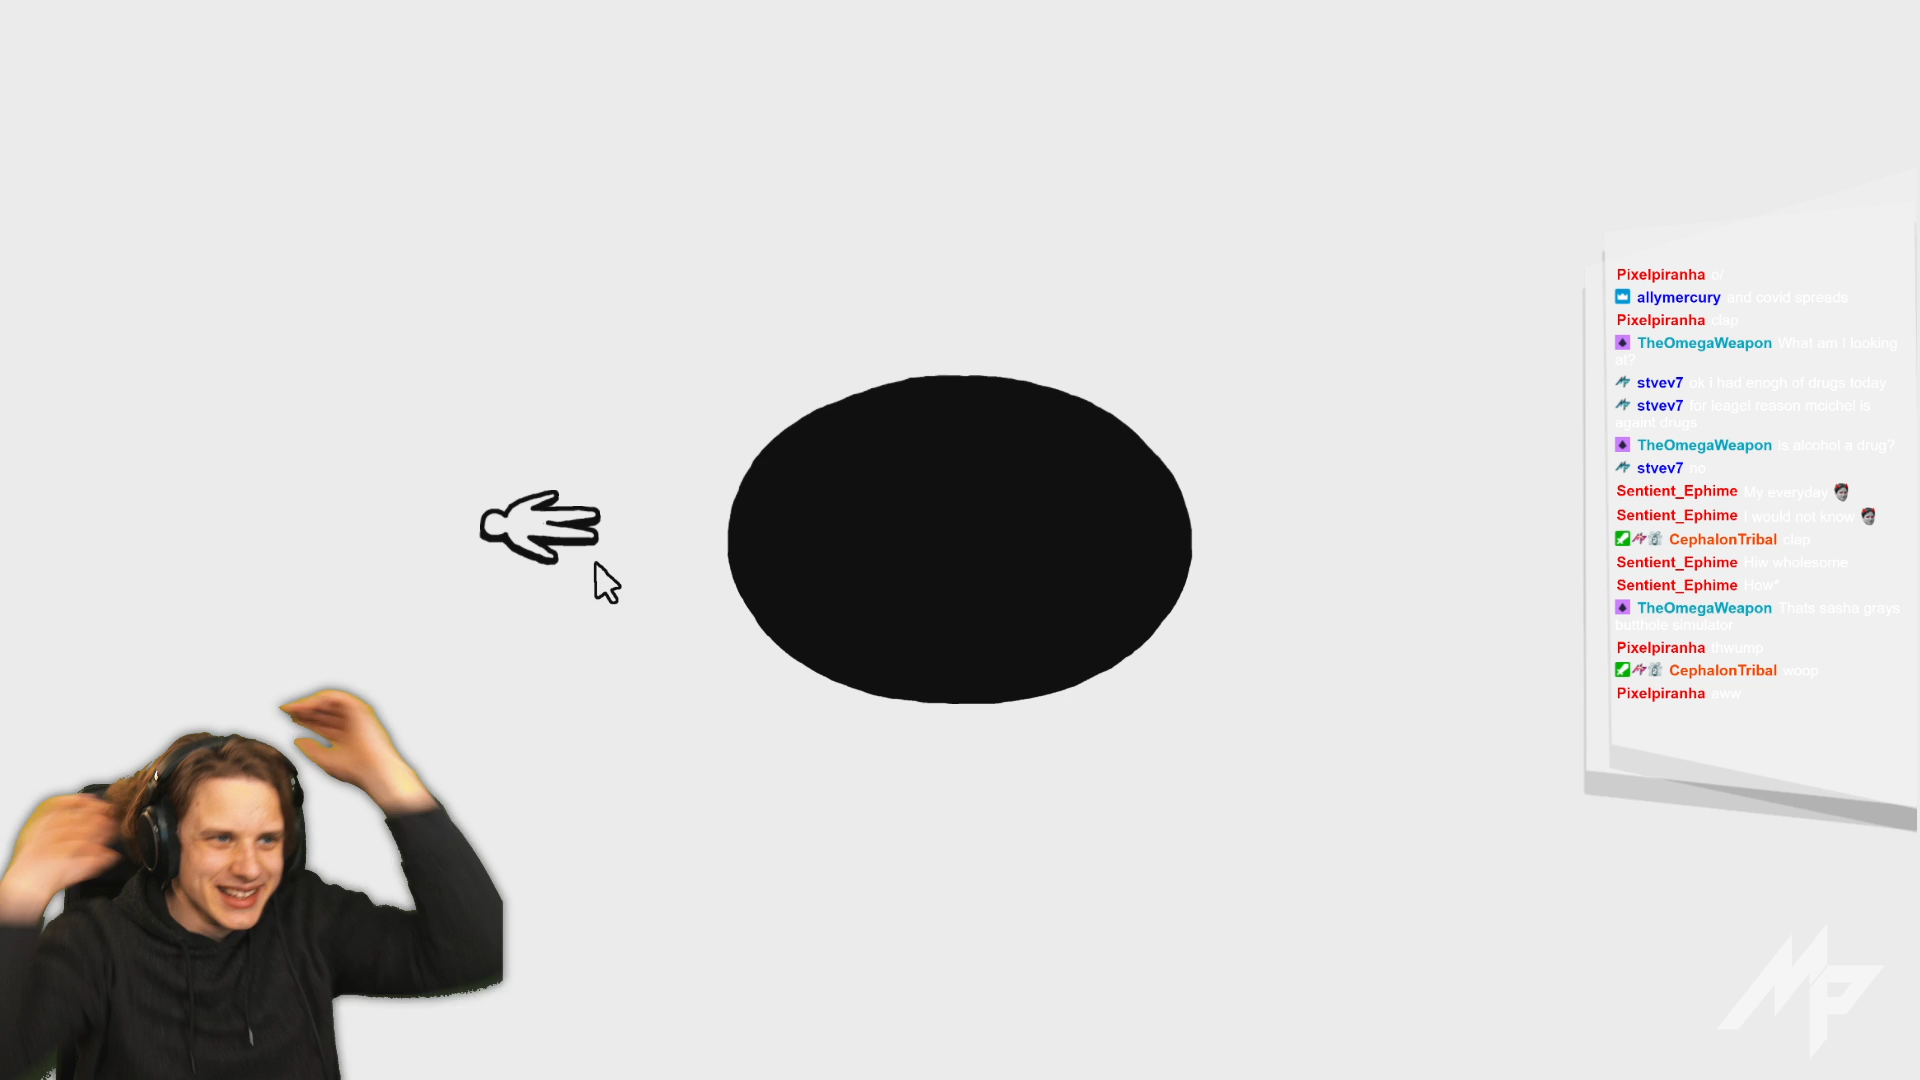 Pixelpiranha o/
allymercury and covid spreads
Pixelpiranha clap
TheOmegaWeapon What am I looking
at?
stvev7 ok i had enogh of drugs today
stvev7 for leagel reason mcichel is
againt drugs
TheOmegaWeapon is alcohol a drug?
stvev7 no
Sentient_Ephime My everyday
Sentient_Ephime I would not know
CephalonTribal clap
Sentient_Ephime Hiw wholesome
Sentient_Ephime How*
TheOmegaWeapon Thats sasha grays
butthole simulator
Pixelpiranha thwump
CephalonTribal woop
Pixelpiranha aww
MP